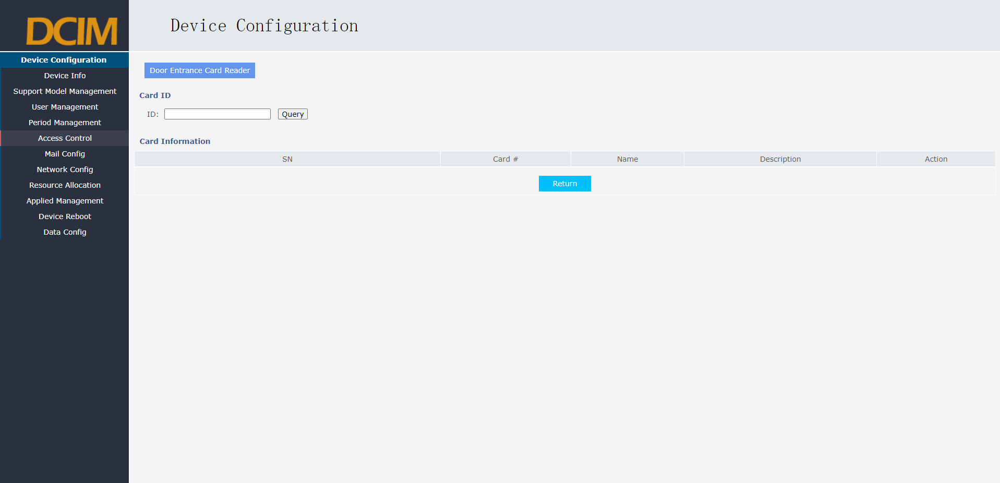 DCIM
Device Configuration
Device Configuration
Device Info
Support Model Management
User Management
Period Management
Access Control
Mail Config
Network Config
Resource Allocation
Applied Management
Device Reboot
Data Config
Door Entrance Card Reader
Card ID
ID: Query
Card Information
SN Card # Name Description Action
Return